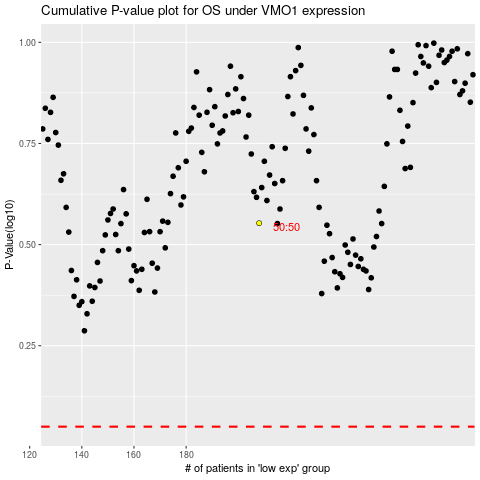 Cumulative P-value plot for OS under VMO1 expression
P-Value(log10)
1.00
0.75
0.50
0.25
50:50
120 140 160 180
# of patients in 'low exp' group